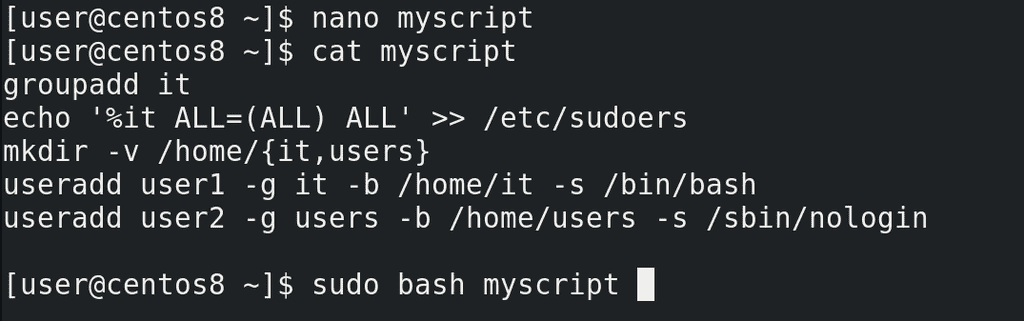 [user@centos8 ~]$ nano myscript
[user@centos8 ~]$ cat myscript
groupadd it
echo '%it ALL=(ALL) ALL' >> /etc/sudoers
mkdir -v /home/{it,users}
useradd user1 -g it -b /home/it -s /bin/bash
useradd user2 -g users -b /home/users -s /sbin/nologin
[user@centos8 ~]$ sudo bash myscript